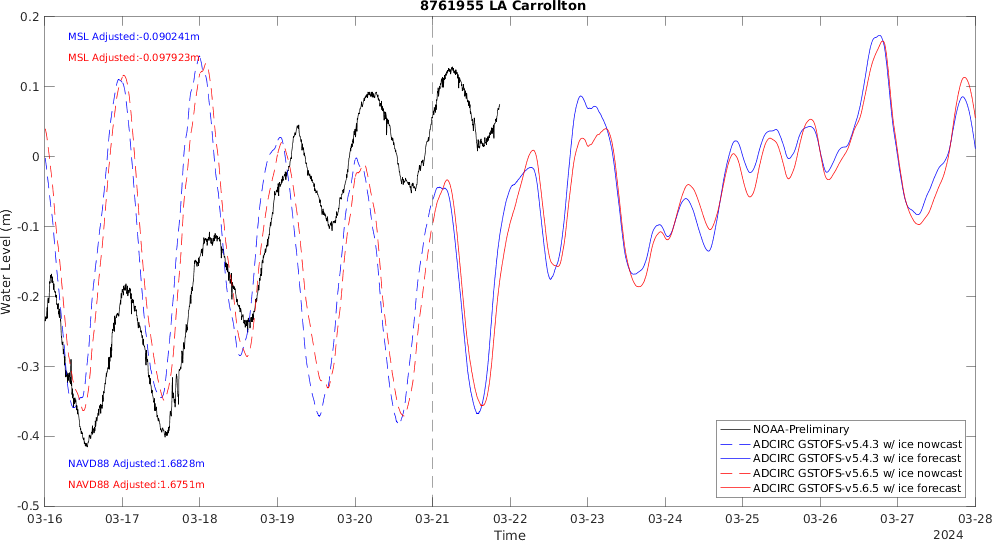 8761955 LA Carrollton
MSL Adjusted:-0.090241m
MSL Adjusted:-0.097923m
NAVD88 Adjusted:1.6828m
NAVD88 Adjusted:1.6751m
Water Level (m)
0.2
0.1
0
-0.1
-0.2
-0.3
-0.4
-0.5
NOAA-Preliminary
ADCIRC GSTOFS-v5.4.3 w/ ice nowcast
ADCIRC GSTOFS-v5.4.3 w/ ice forecast
ADCIRC GSTOFS-v5.6.5 w/ ice nowcast
ADCIRC GSTOFS-v5.6.5 w/ ice forecast
03-16 03-17 03-18 03-19 03-20 03-21 03-22 03-23 03-24 03-25 03-26 03-27 03-28
Time
2024